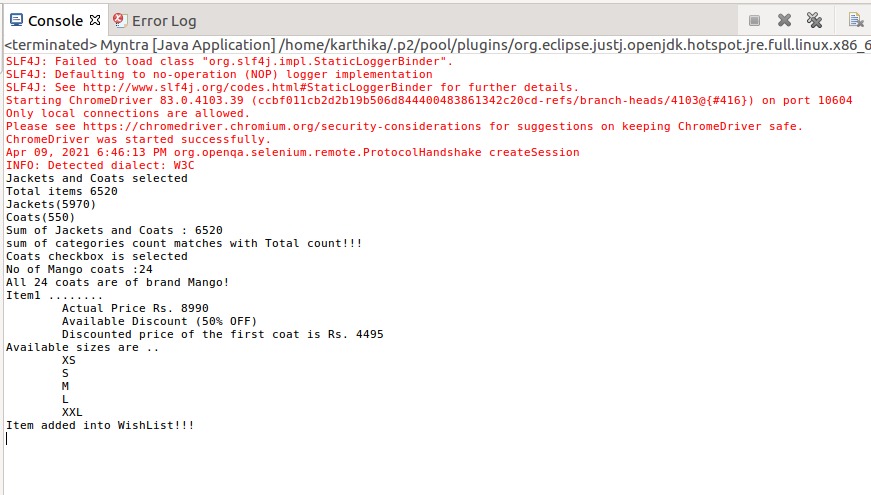 Console Error Log
<terminated> Myntra [Java Application] /home/karthika/.p2/pool/plugins/org.eclipse.justj.openjdk.hotspot.jre.full.linux.x86_6
SLF4J: Failed to load class "org.slf4j.impl.StaticLoggerBinder".
SLF4J: Defaulting to no-operation (NOP) logger implementation
SLF4J: See http://www.slf4j.org/codes.html#StaticLoggerBinder for further details.
Starting ChromeDriver 83.0.4103.39 (ccbf011cb2d2b19b506d844400483861342c20cd-refs/branch-heads/4103@{#416}) on port 10604
Only local connections are allowed.
Please see https://chromedriver.chromium.org/security-considerations for suggestions on keeping ChromeDriver safe.
ChromeDriver was started successfully.
Apr 09, 2021 6:46:13 PM org.openqa.selenium.remote.ProtocolHandshake createSession
INFO: Detected dialect: W3C
Jackets and Coats selected
Total items 6520
Jackets(5970)
Coats(550)
Sum of Jackets and Coats : 6520
sum of categories count matches with Total count!!!
Coats checkbox is selected
No of Mango coats :24
All 24 coats are of brand Mango!
Item1 ........
Actual Price Rs. 8990
Available Discount (50% OFF)
Discounted price of the first coat is Rs. 4495
Available sizes are ..
XS
S
M
L
XXL
Item added into WishList!!!